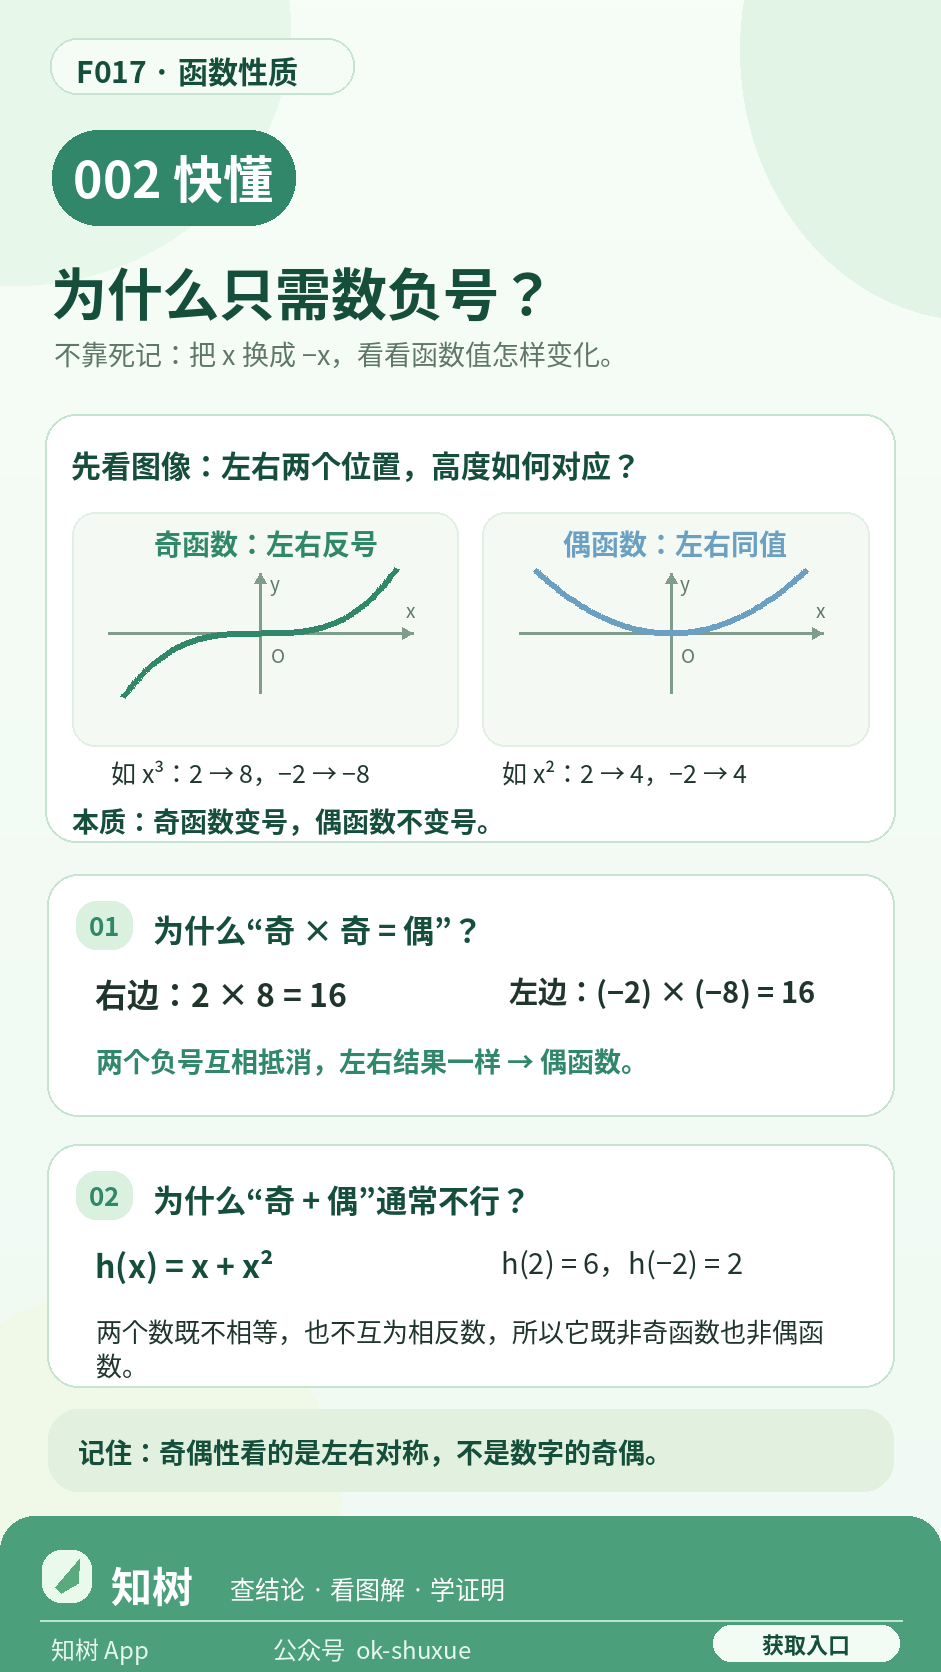 F017 · 函数性质
002 快懂
为什么只需数负号？
不靠死记：把 x 换成 −x，看看函数值怎样变化。
先看图像：左右两个位置，高度如何对应？
奇函数：左右反号
y
x
O
偶函数：左右同值
y
x
O
如 x³：2 → 8，−2 → −8
如 x²：2 → 4，−2 → 4
本质：奇函数变号，偶函数不变号。
01 为什么“奇 × 奇 = 偶”？
右边：2 × 8 = 16
左边：(−2) × (−8) = 16
两个负号互相抵消，左右结果一样 → 偶函数。
02 为什么“奇 + 偶”通常不行？
h(x) = x + x²
h(2) = 6，h(−2) = 2
两个数既不相等，也不互为相反数，所以它既非奇函数也非偶函
数。
记住：奇偶性看的是左右对称，不是数字的奇偶。
知树 查结论 · 看图解 · 学证明
知树 App 公众号 ok-shuxue 获取入口